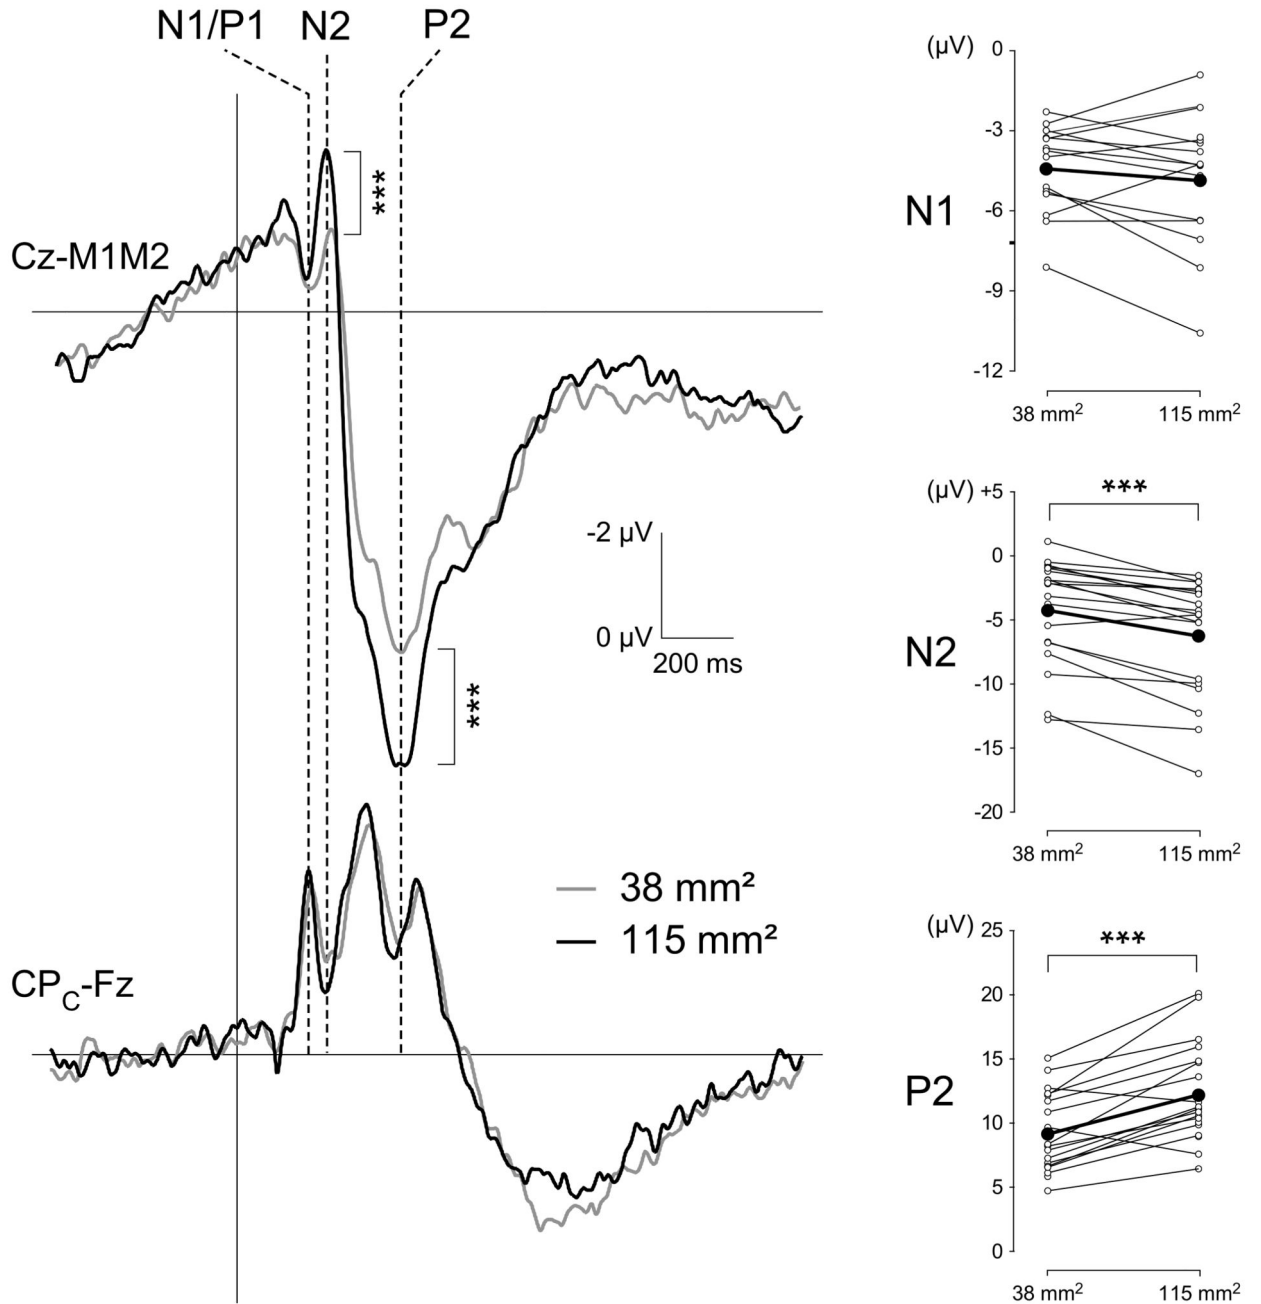 N1/P1 N2 P2
Cz-M1M2
***
-2 µV
0 µV
200 ms
***
38 mm²
115 mm²
CPC-Fz
(µV) 0
-3
N1
-6
-9
-12
38 mm² 115 mm²
(µV) +5
***
0
-5
N2
-10
-15
-20
38 mm² 115 mm²
(µV) 25
***
20
15
P2
10
5
0
38 mm² 115 mm²